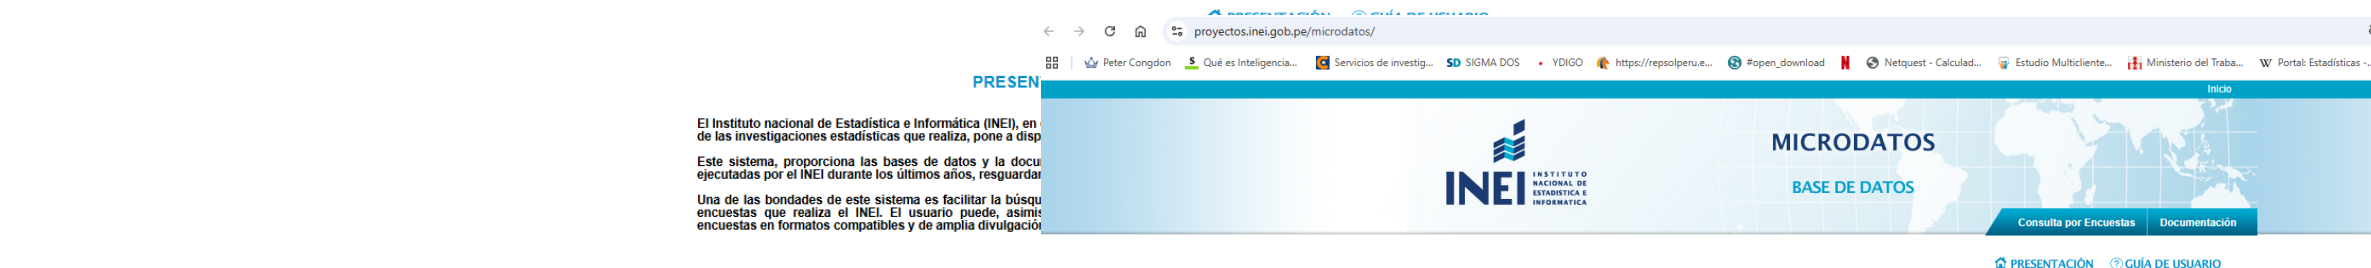 PRESENTACIÓN GUÍA DE USUARIO
proyectos.inei.gob.pe/microdatos/
Peter Congdon S Qué es Inteligencia... Servicios de investig... SD SIGMA DOS YDIGO https://repsolperu.e... #open_download N Netquest - Calculad... Estudio Multicliente... Ministerio del Traba... W Portal: Estadísticas -...
PRESEN
Inicio
El Instituto nacional de Estadística e Informática (INEI), en
de las investigaciones estadísticas que realiza, pone a disp
Este sistema, proporciona las bases de datos y la docu
ejecutadas por el INEI durante los últimos años, resguardar
Una de las bondades de este sistema es facilitar la búsqu
encuestas que realiza el INEI. El usuario puede, asimis
encuestas en formatos compatibles y de amplia divulgación
INEI
INSTITUTO
NACIONAL DE
ESTADISTICA E
INFORMATICA
MICRODATOS
BASE DE DATOS
Consulta por Encuestas Documentación
PRESENTACIÓN GUÍA DE USUARIO